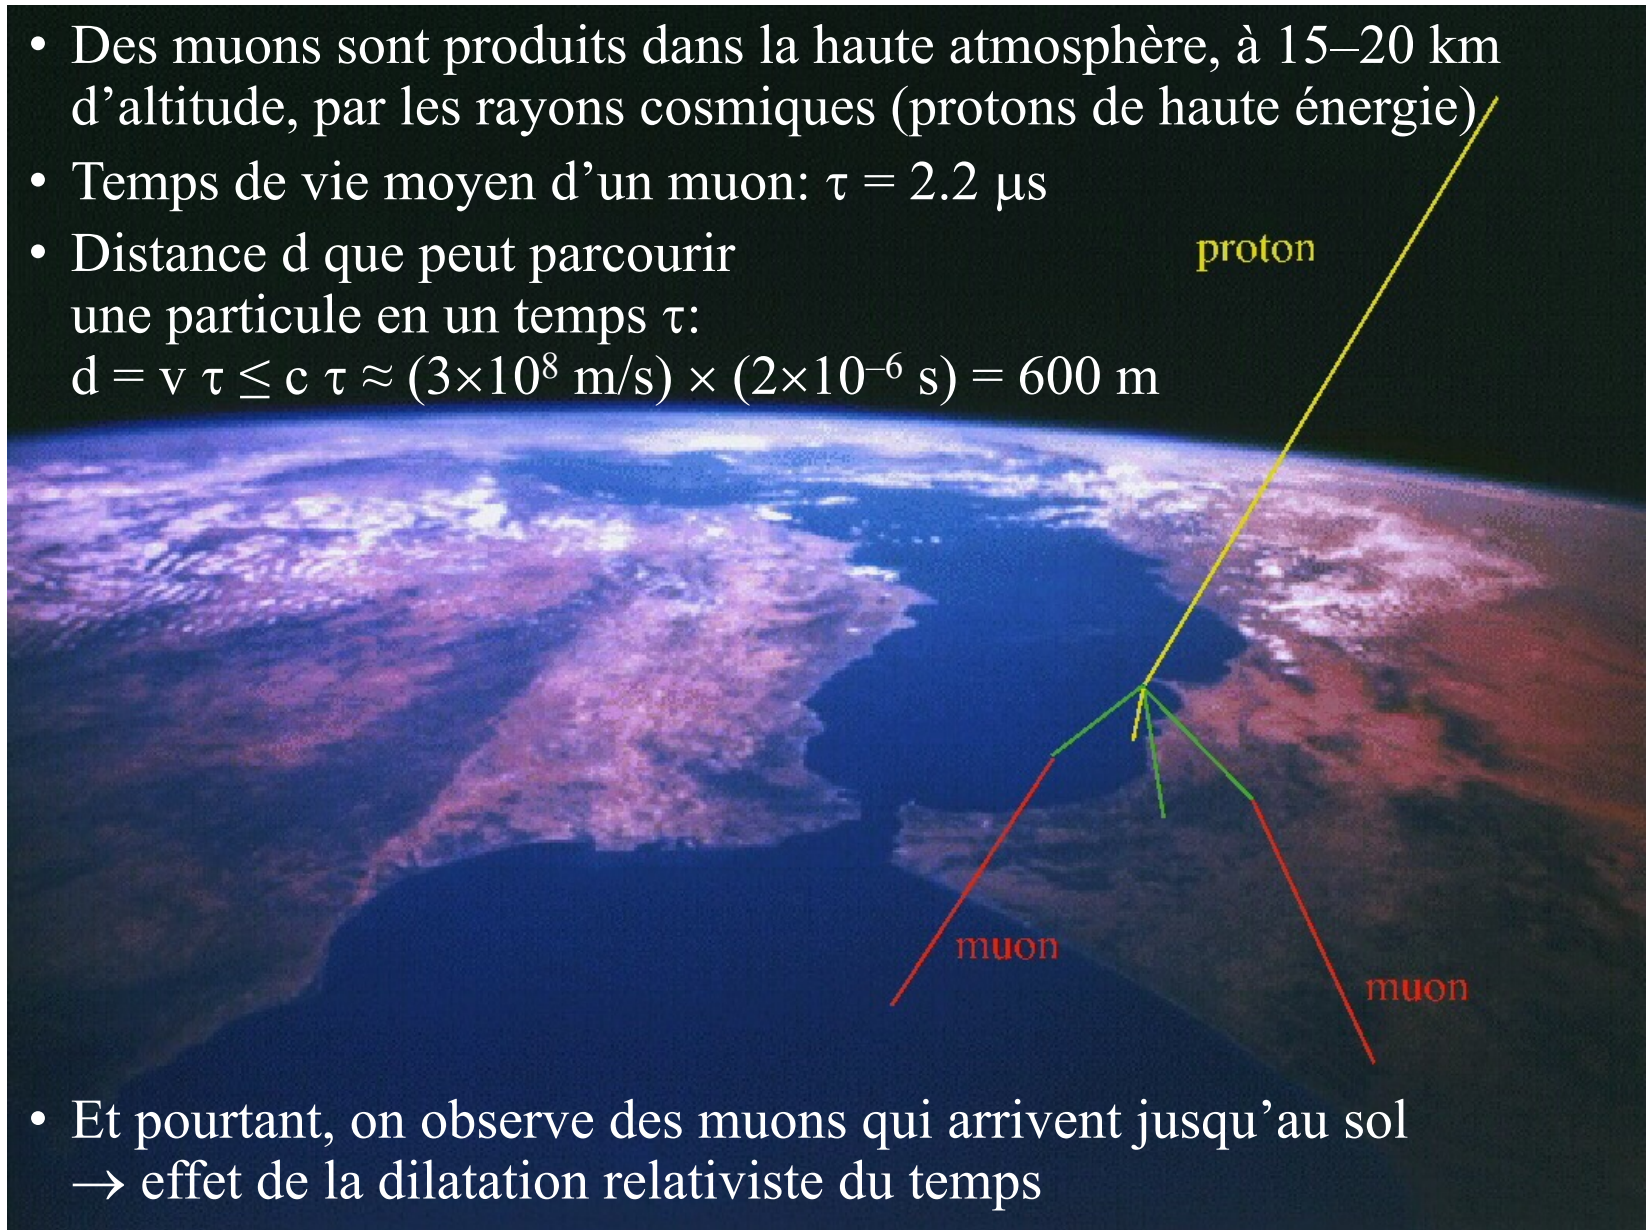 • Des muons sont produits dans la haute atmosphère, à 15–20 km
d’altitude, par les rayons cosmiques (protons de haute énergie)
• Temps de vie moyen d’un muon: τ = 2.2 μs
• Distance d que peut parcourir
une particule en un temps τ:
d = v τ ≤ c τ ≈ (3×10⁸ m/s) × (2×10⁻⁶ s) = 600 m
proton
muon
muon
• Et pourtant, on observe des muons qui arrivent jusqu’au sol
→ effet de la dilatation relativiste du temps